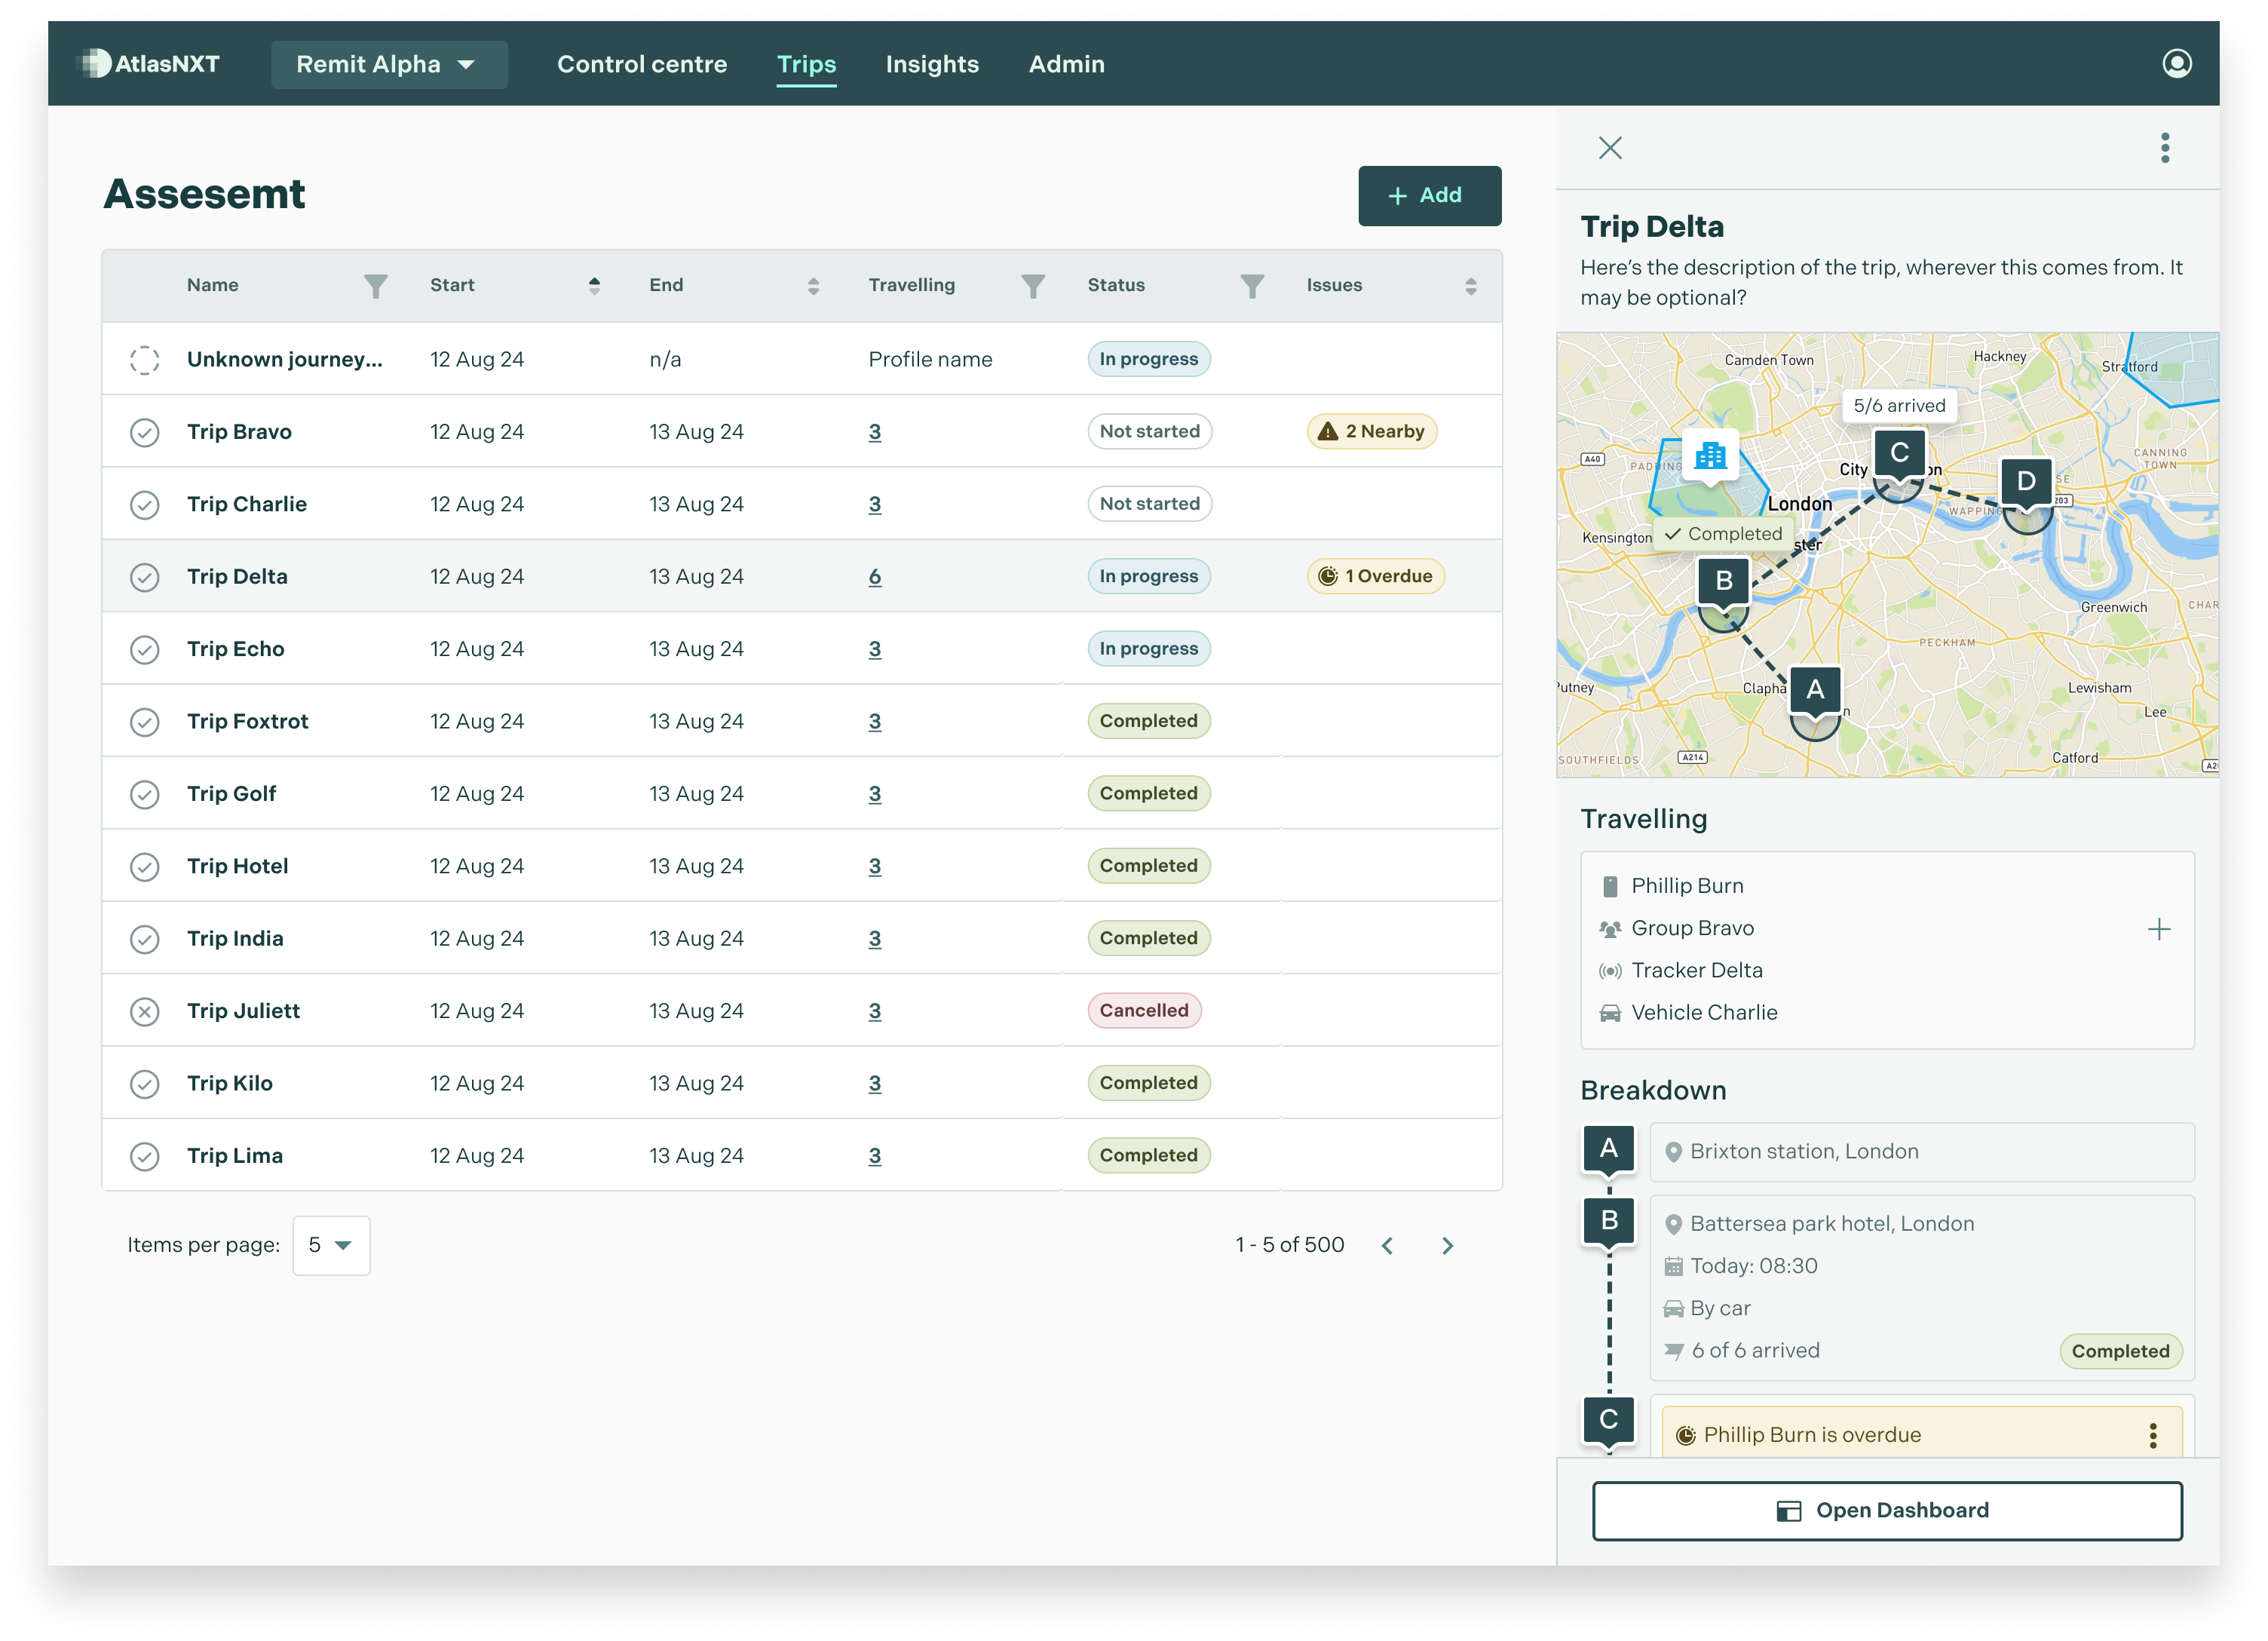 AtlasNXT
Remit Alpha
Control centre
Trips
Insights
Admin
Assesemt
+ Add
Name Start End Travelling Status Issues
Unknown journey... 12 Aug 24 n/a Profile name In progress
Trip Bravo 12 Aug 24 13 Aug 24 3 Not started 2 Nearby
Trip Charlie 12 Aug 24 13 Aug 24 3 Not started
Trip Delta 12 Aug 24 13 Aug 24 6 In progress 1 Overdue
Trip Echo 12 Aug 24 13 Aug 24 3 In progress
Trip Foxtrot 12 Aug 24 13 Aug 24 3 Completed
Trip Golf 12 Aug 24 13 Aug 24 3 Completed
Trip Hotel 12 Aug 24 13 Aug 24 3 Completed
Trip India 12 Aug 24 13 Aug 24 3 Completed
Trip Juliett 12 Aug 24 13 Aug 24 3 Cancelled
Trip Kilo 12 Aug 24 13 Aug 24 3 Completed
Trip Lima 12 Aug 24 13 Aug 24 3 Completed
Items per page: 5
1 - 5 of 500
Trip Delta
Here’s the description of the trip, wherever this comes from. It
may be optional?
Camden Town
Hackney
Stratford
5/6 arrived
A40
C
CANNING
TOWN
City
D
203
London
WAPPING
Kensington
Completed
B
Greenwich
PECKHAM
A
Lewisham
Lee
SOUTHFIELDS
A214
Catford
Travelling
Phillip Burn
Group Bravo
Tracker Delta
Vehicle Charlie
Breakdown
A
Brixton station, London
B
Battersea park hotel, London
Today: 08:30
By car
6 of 6 arrived
Completed
C
Phillip Burn is overdue
Open Dashboard